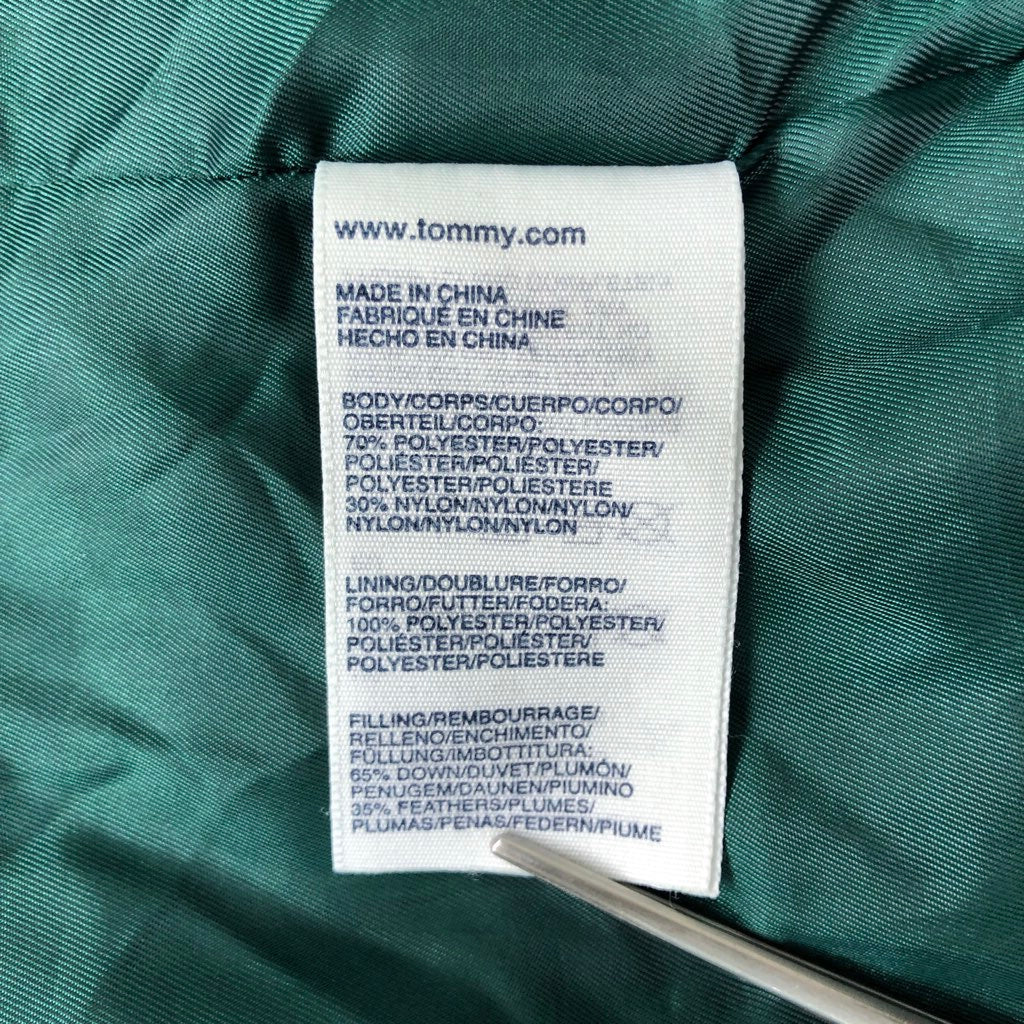 www.tommy.com
MADE IN CHINA
FABRIQUÉ EN CHINE
HECHO EN CHINA
BODY/CORPS/CUERPO/CORPO/
OBERTEIL/CORPO:
70% POLYESTER/POLYESTER/
POLIÉSTER/POLIÉSTER/
POLYESTER/POLIESTERE
30% NYLON/NYLON/NYLON/
NYLON/NYLON/NYLON
LINING/DOUBLURE/FORRO/
FORRO/FUTTER/FODERA:
100% POLYESTER/POLYESTER/
POLIÉSTER/POLIÉSTER/
POLYESTER/POLIESTERE
FILLING/REMBOURRAGE/
RELLENO/ENCHIMENTO/
FÜLLUNG/IMBOTTITURA:
65% DOWN/DUVET/PLUMÓN/
PENUGEM/DAUNEN/PIUMINO
35% FEATHERS/PLUMES/
PLUMAS/PENAS/FEDERN/PIUME